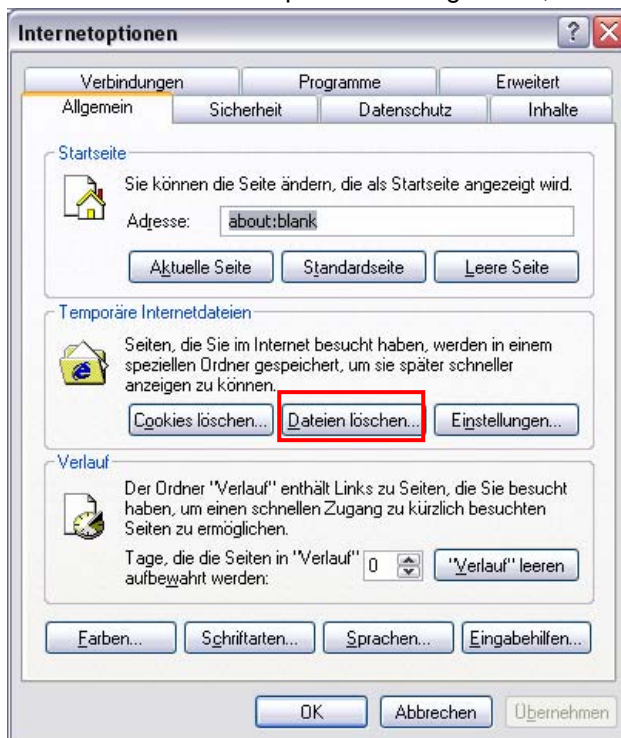 Internetoptionen
Verbindungen Programme Erweitert
Allgemein Sicherheit Datenschutz Inhalte
Startseite
Sie können die Seite ändern, die als Startseite angezeigt wird.
Adresse: about:blank
Aktuelle Seite Standardseite Leere Seite
Temporäre Internetdateien
Seiten, die Sie im Internet besucht haben, werden in einem
speziellen Ordner gespeichert, um sie später schneller
anzeigen zu können.
Cookies löschen... Dateien löschen... Einstellungen...
Verlauf
Der Ordner "Verlauf" enthält Links zu Seiten, die Sie besucht
haben, um einen schnellen Zugang zu kürzlich besuchten
Seiten zu ermöglichen.
Tage, die die Seiten in "Verlauf"
aufbewahrt werden: 0 "Verlauf" leeren
Farben... Schriftarten... Sprachen... Eingabehilfen...
OK Abbrechen Übernehmen